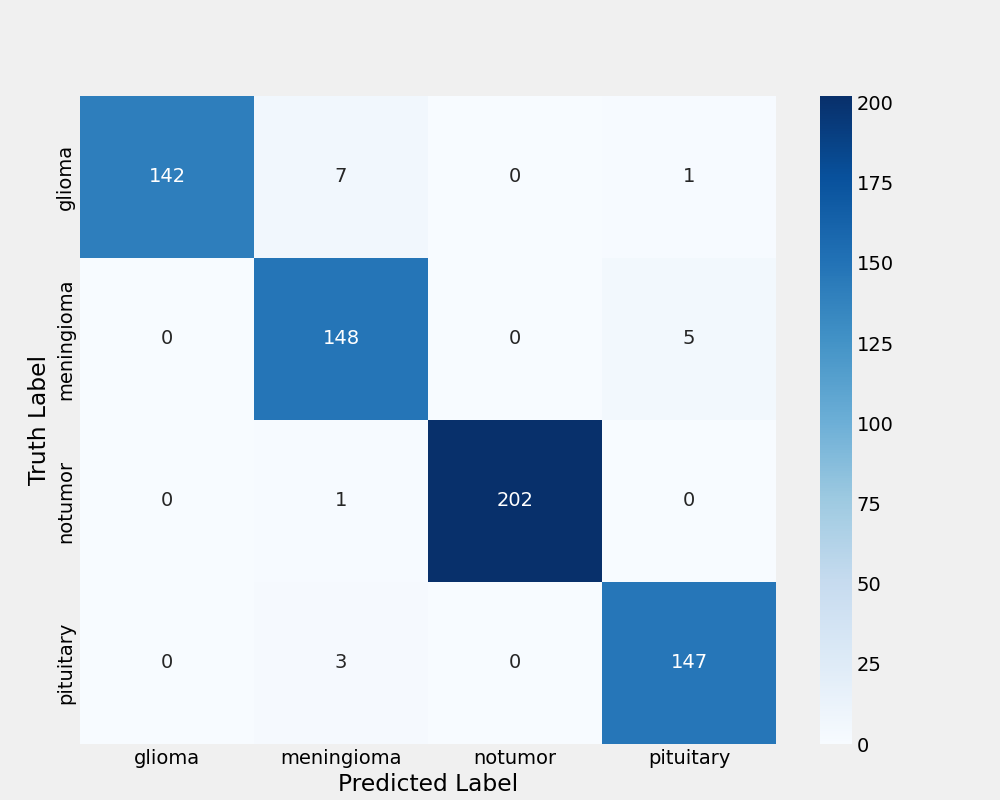 200
glioma 142 7 0 1
175
150
meningioma 0 148 0 5
125
Truth Label
100
notumor 0 1 202 0
75
50
pituitary 0 3 0 147
25
0
glioma meningioma notumor pituitary
Predicted Label